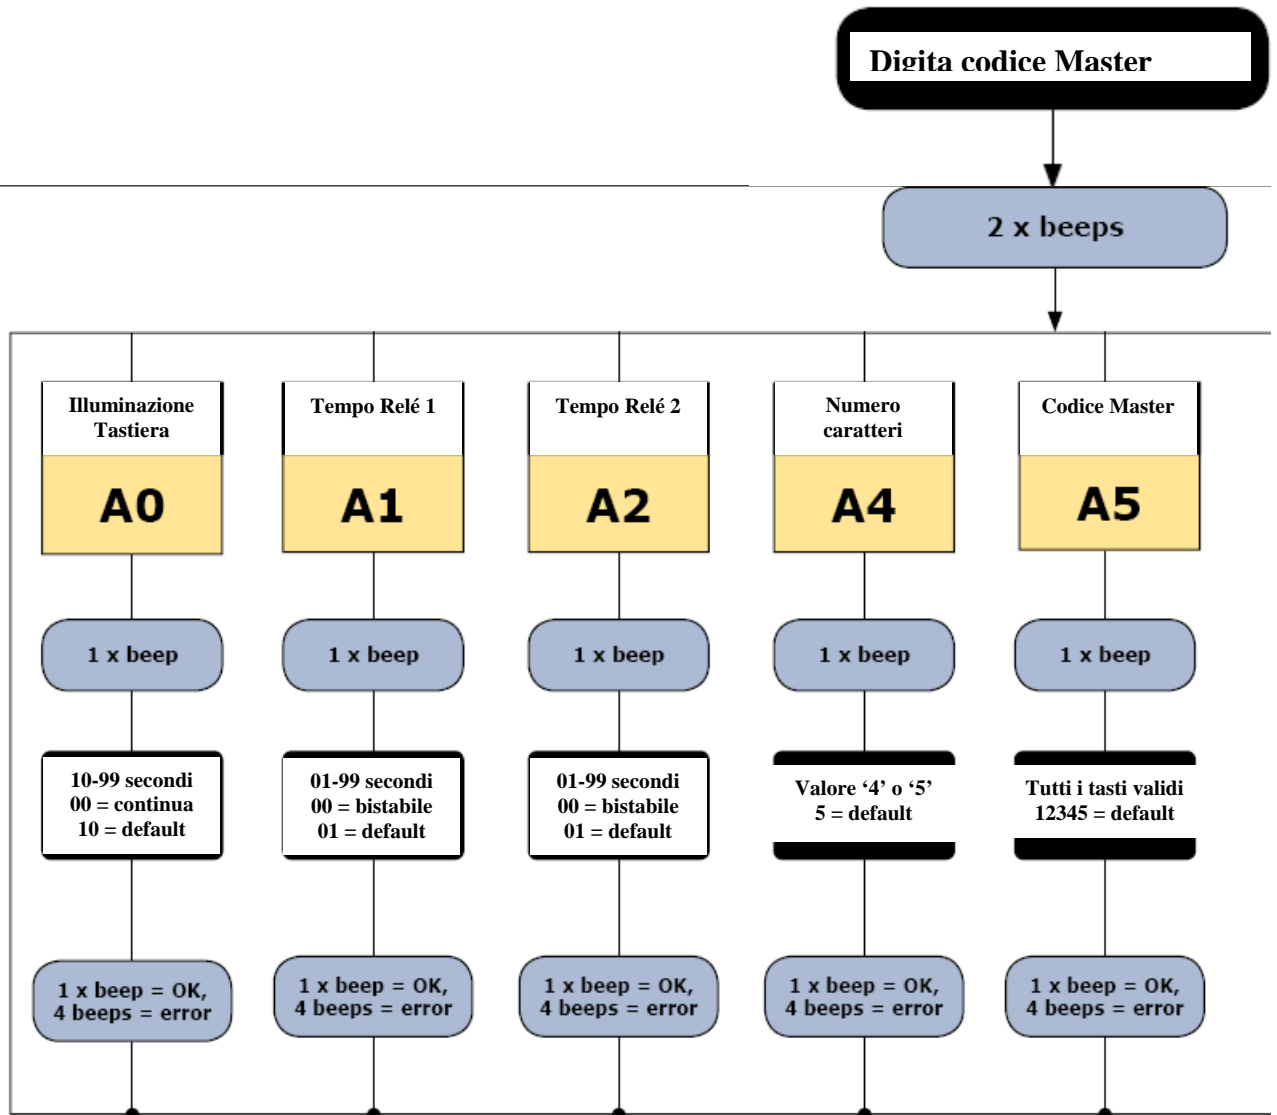 Digita codice Master
2 x beeps
Illuminazione
Tastiera
A0
1 x beep
10-99 secondi
00 = continua
10 = default
1 x beep = OK,
4 beeps = error
Tempo Relé 1
A1
1 x beep
01-99 secondi
00 = bistabile
01 = default
1 x beep = OK,
4 beeps = error
Tempo Relé 2
A2
1 x beep
01-99 secondi
00 = bistabile
01 = default
1 x beep = OK,
4 beeps = error
Numero
caratteri
A4
1 x beep
Valore ‘4’ o ‘5’
5 = default
1 x beep = OK,
4 beeps = error
Codice Master
A5
1 x beep
Tutti i tasti validi
12345 = default
1 x beep = OK,
4 beeps = error